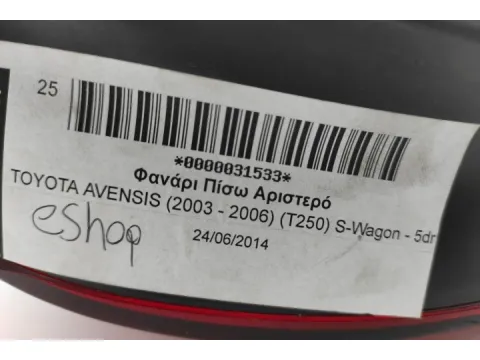 25
*0000031533*
Φανάρι Πίσω Αριστερό
TOYOTA AVENSIS (2003 - 2006) (T250) S-Wagon - 5dr
eshop
24/06/2014